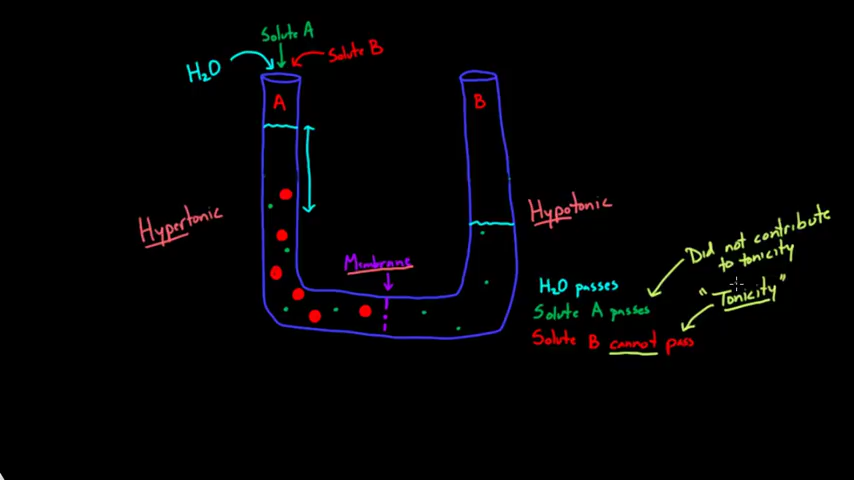 Solute A
H₂O
Solute B
A
B
Hypertonic
Hypotonic
Membrane
H₂O passes
Solute A passes
Solute B cannot pass
Did not contribute
to tonicity
"Tonicity"